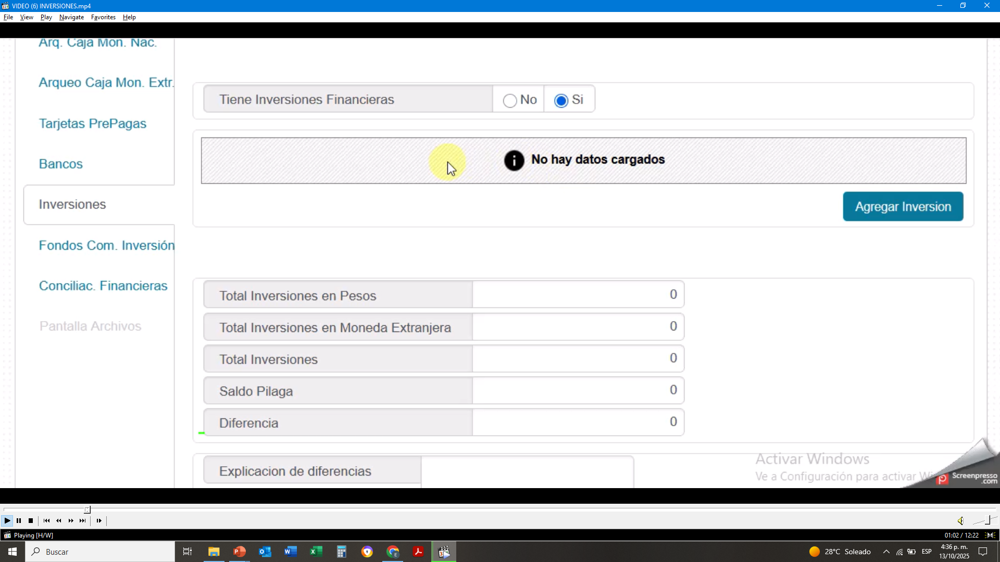 VIDEO (6) INVERSIONES.mp4
File View Play Navigate Favorites Help
Arq. Caja Mon. Nac.
Arqueo Caja Mon. Extr.
Tarjetas PrePagas
Bancos
Inversiones
Fondos Com. Inversión
Conciliac. Financieras
Pantalla Archivos
Tiene Inversiones Financieras No Si
No hay datos cargados
Agregar Inversion
Total Inversiones en Pesos 0
Total Inversiones en Moneda Extranjera 0
Total Inversiones 0
Saldo Pilaga 0
Diferencia 0
Explicacion de diferencias
Activar Windows
Ve a Configuración para activar Wi
Screenpresso
.com
Playing [H/W] 01:02 / 12:22
Buscar
28°C Soleado
ESP
4:36 p. m.
13/10/2025